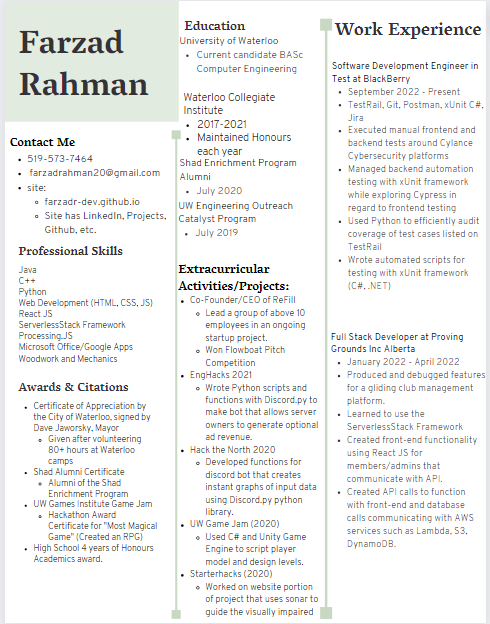 Farzad
Rahman
Contact Me
519-573-7464
farzadrahman20@gmail.com
site:
farzadr-dev.github.io
Site has LinkedIn, Projects,
Github, etc.
Professional Skills
Java
C++
Python
Web Development (HTML, CSS, JS)
React JS
ServerlessStack Framework
Processing.JS
Microsoft Office/Google Apps
Woodwork and Mechanics
Awards & Citations
Certificate of Appreciation by
the City of Waterloo, signed by
Dave Jaworsky, Mayor
Given after volunteering
80+ hours at Waterloo
camps
Shad Alumni Certificate
Alumni of the Shad
Enrichment Program
UW Games Institute Game Jam
Hackathon Award
Certificate for "Most Magical
Game" (Created an RPG)
High School 4 years of Honours
Academics award.
Education
University of Waterloo
Current candidate BASc
Computer Engineering
Waterloo Collegiate
Institute
2017-2021
Maintained Honours
each year
Shad Enrichment Program
Alumni
July 2020
UW Engineering Outreach
Catalyst Program
July 2019
Extracurricular
Activities/Projects:
Co-Founder/CEO of ReFill
Lead a group of above 10
employees in an ongoing
startup project.
Won Flowboat Pitch
Competition
EngHacks 2021
Wrote Python scripts and
functions with Discord.py to
make bot that allows server
owners to generate optional
ad revenue.
Hack the North 2020
Developed functions for
discord bot that creates
instant graphs of input data
using Discord.py python
library.
UW Game Jam (2020)
Used C# and Unity Game
Engine to script player
model and design levels.
Starterhacks (2020)
Worked on website portion
of project that uses sonar to
guide the visually impaired
Work Experience
Software Development Engineer in
Test at BlackBerry
September 2022 - Present
TestRail, Git, Postman, xUnit C#,
Jira
Executed manual frontend and
backend tests around Cylance
Cybersecurity platforms
Managed backend automation
testing with xUnit framework
while exploring Cypress in
regard to frontend testing
Used Python to efficiently audit
coverage of test cases listed on
TestRail
Wrote automated scripts for
testing with xUnit framework
(C#, .NET)
Full Stack Developer at Proving
Grounds Inc Alberta
January 2022 - April 2022
Produced and debugged features
for a gliding club management
platform.
Learned to use the
ServerlessStack Framework
Created front-end functionality
using React JS for
members/admins that
communicate with API.
Created API calls to function
with front-end and database
calls communicating with AWS
services such as Lambda, S3,
DynamoDB.